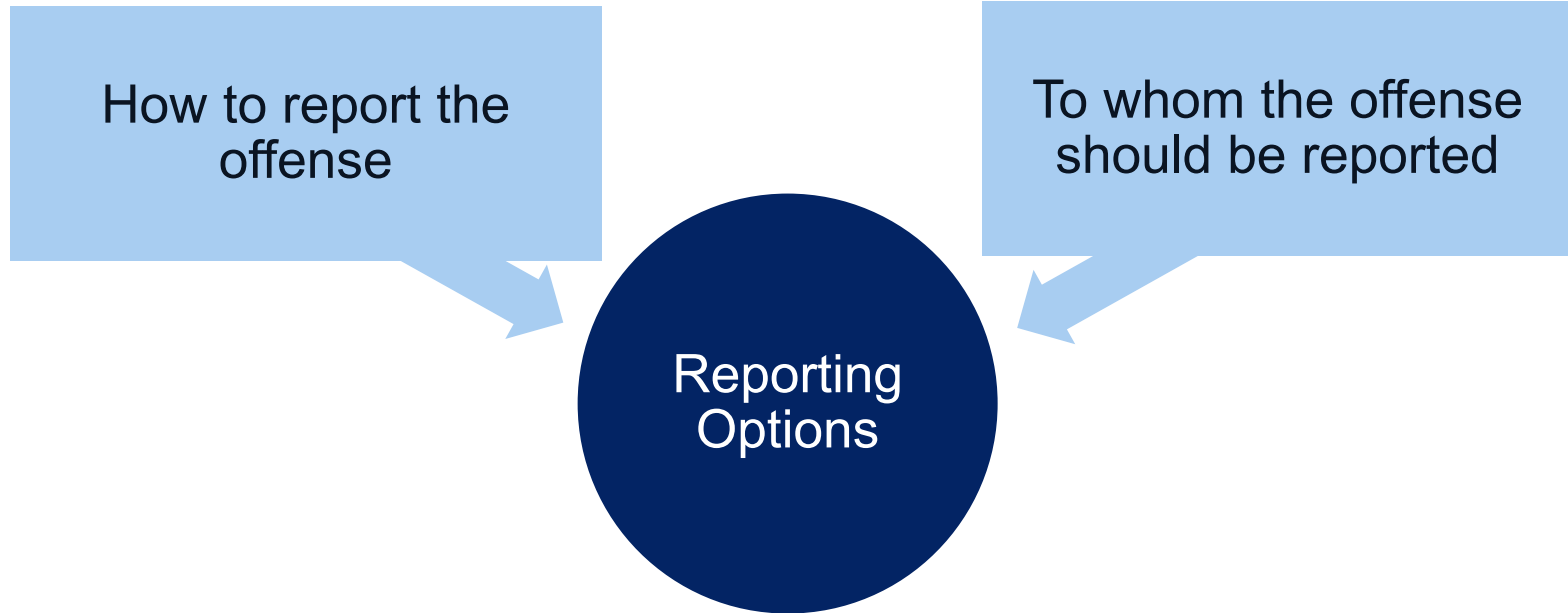 How to report the
offense
To whom the offense
should be reported
Reporting
Options